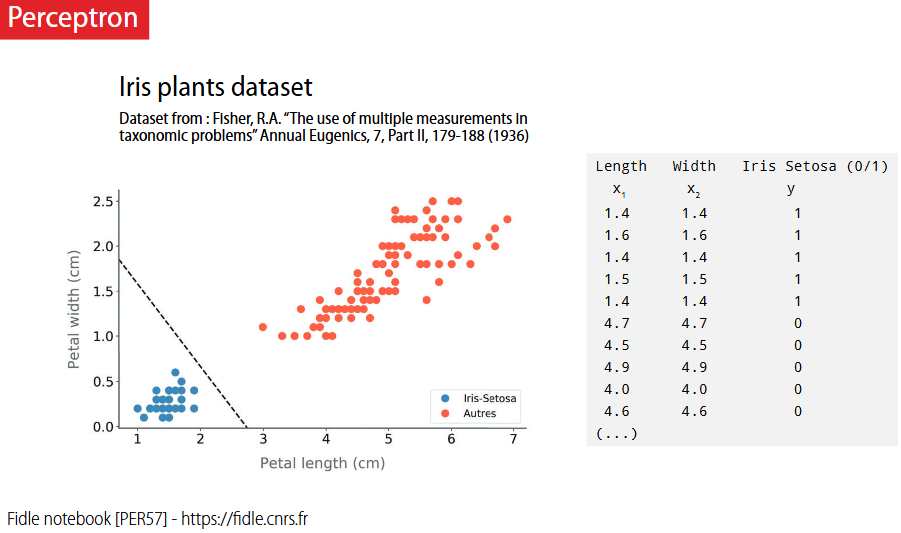 Perceptron
Iris plants dataset
Dataset from : Fisher, R.A. “The use of multiple measurements in
taxonomic problems” Annual Eugenics, 7, Part II, 179-188 (1936)
2.5
2.0
1.5
1.0
0.5
0.0
Petal width (cm)
1 2 3 4 5 6 7
Petal length (cm)
Iris-Setosa
Autres
Length Width Iris Setosa (0/1)
x1 x2 y
1.4 1.4 1
1.6 1.6 1
1.4 1.4 1
1.5 1.5 1
1.4 1.4 1
4.7 4.7 0
4.5 4.5 0
4.9 4.9 0
4.0 4.0 0
4.6 4.6 0
(...)
Fidle notebook [PER57] - https://fidle.cnrs.fr